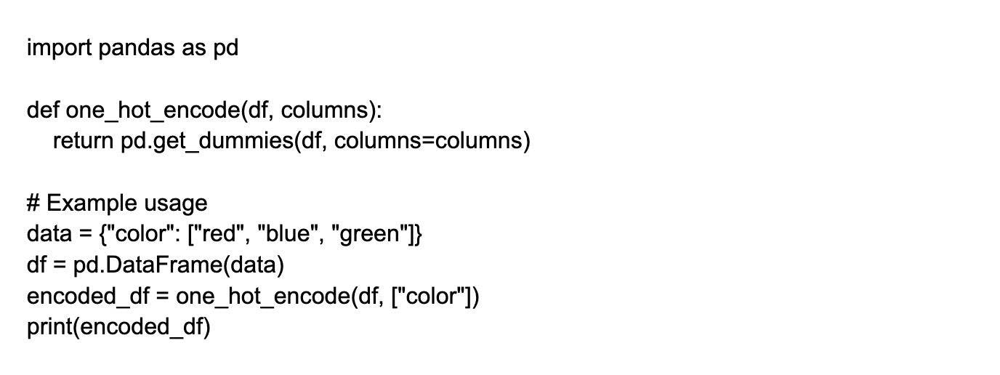 import pandas as pd
def one_hot_encode(df, columns):
    return pd.get_dummies(df, columns=columns)
# Example usage
data = {"color": ["red", "blue", "green"]}
df = pd.DataFrame(data)
encoded_df = one_hot_encode(df, ["color"])
print(encoded_df)